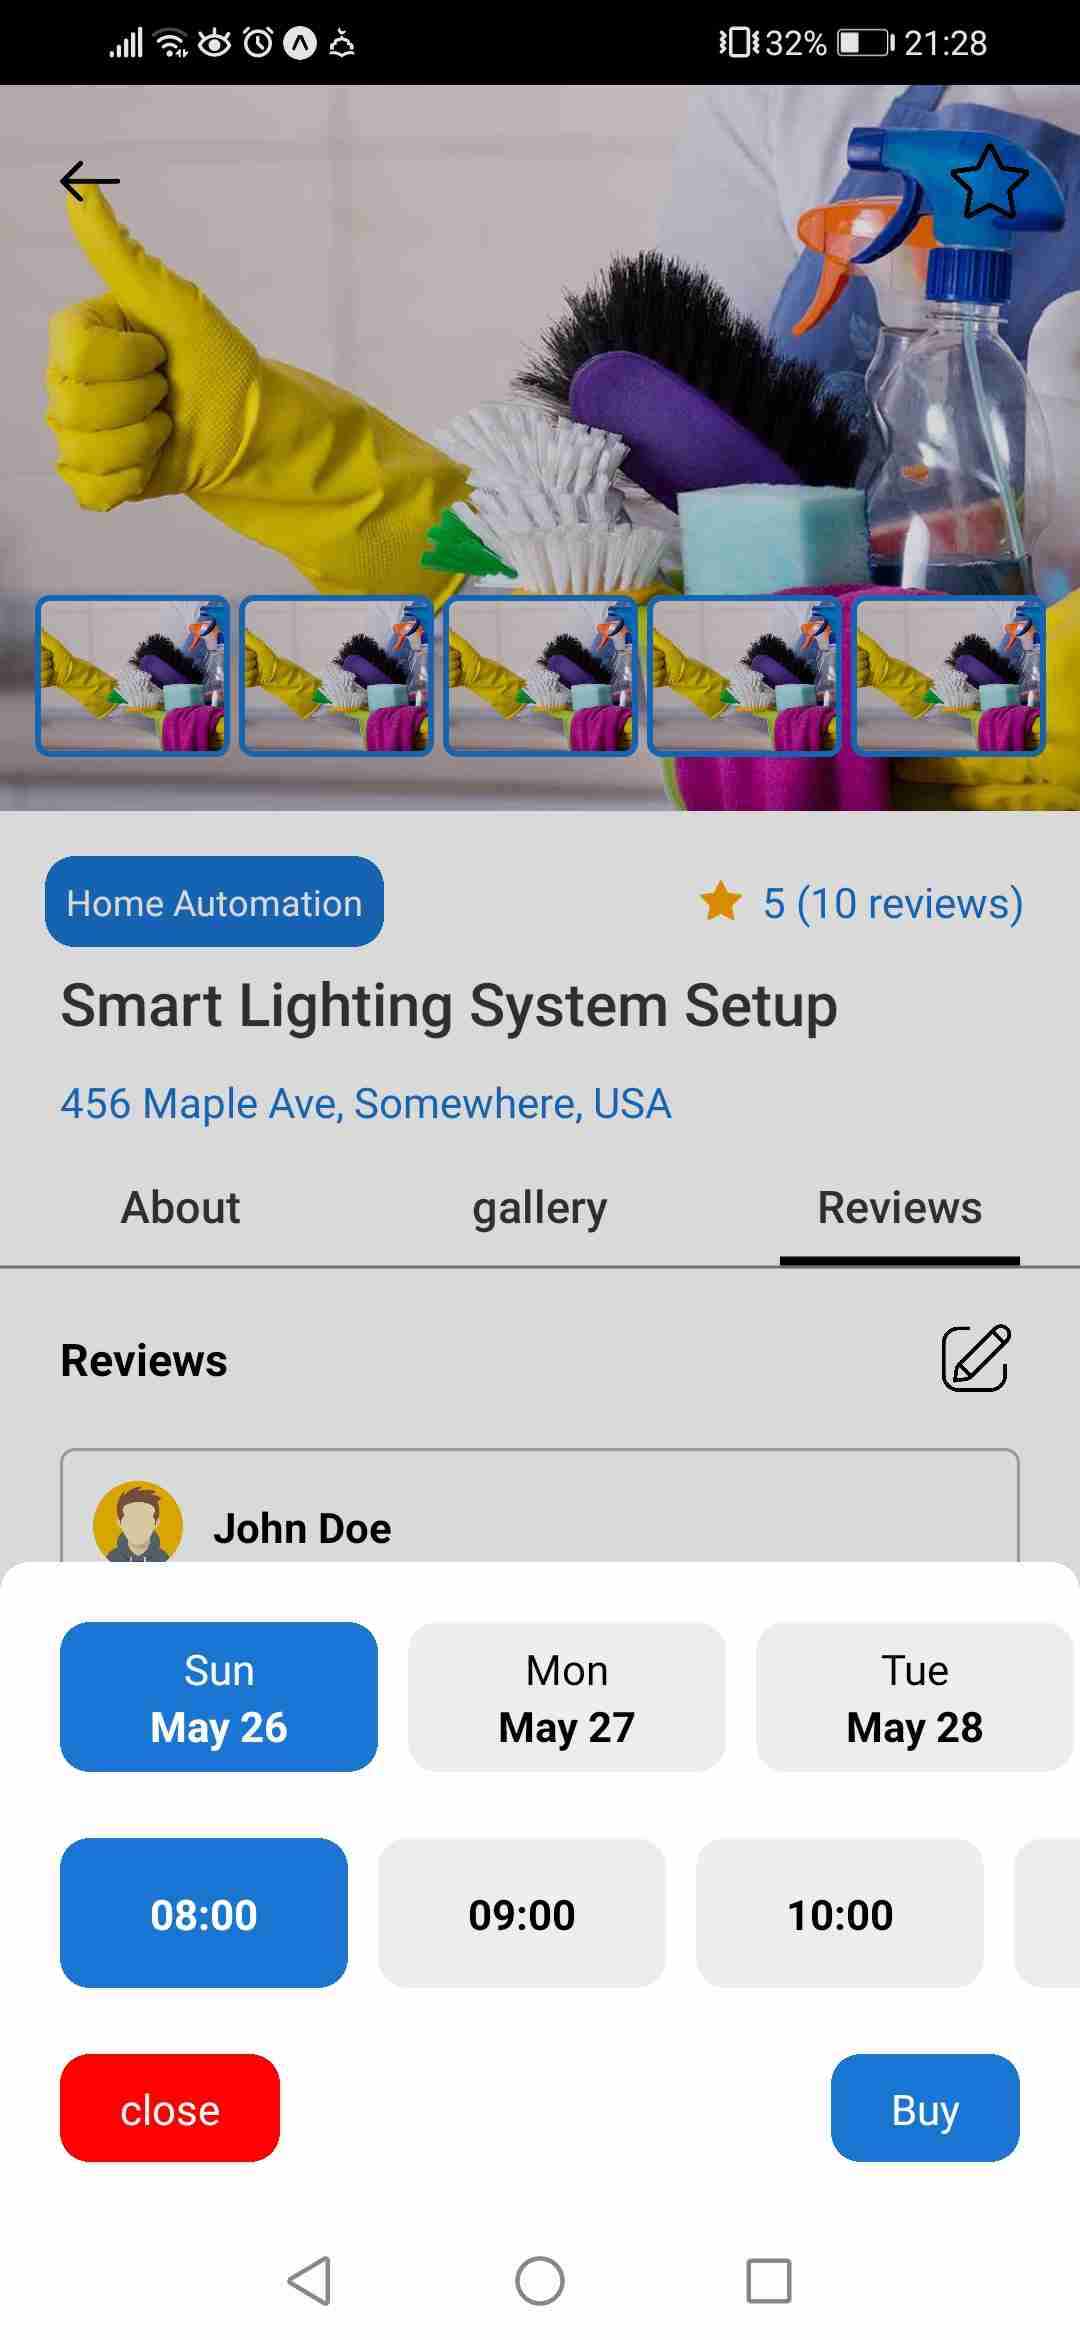 32% 21:28
Home Automation
5 (10 reviews)
Smart Lighting System Setup
456 Maple Ave, Somewhere, USA
About gallery Reviews
Reviews
John Doe
Sun Mon Tue
May 26 May 27 May 28
08:00 09:00 10:00
close Buy